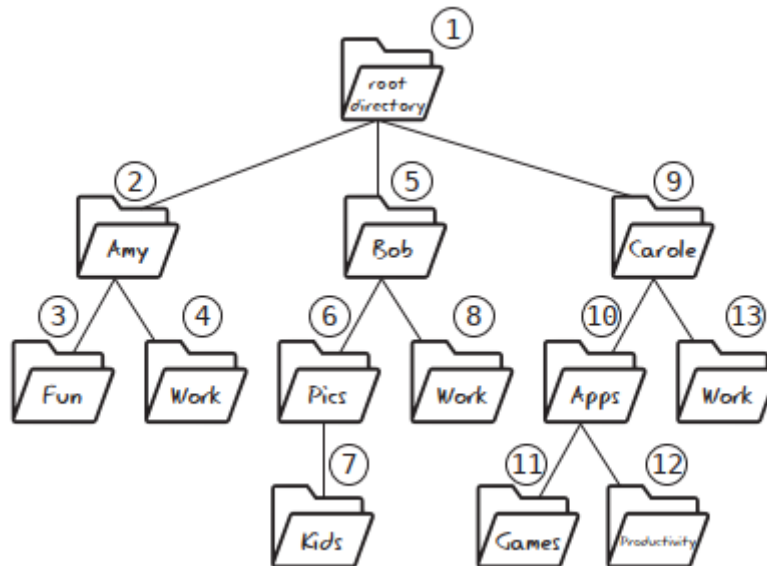 1
root
directory
2
5
9
Amy
Bob
Carole
3
4
6
8
10
13
Fun
Work
Pics
Work
Apps
Work
7
11
12
Kids
Games
Productivity